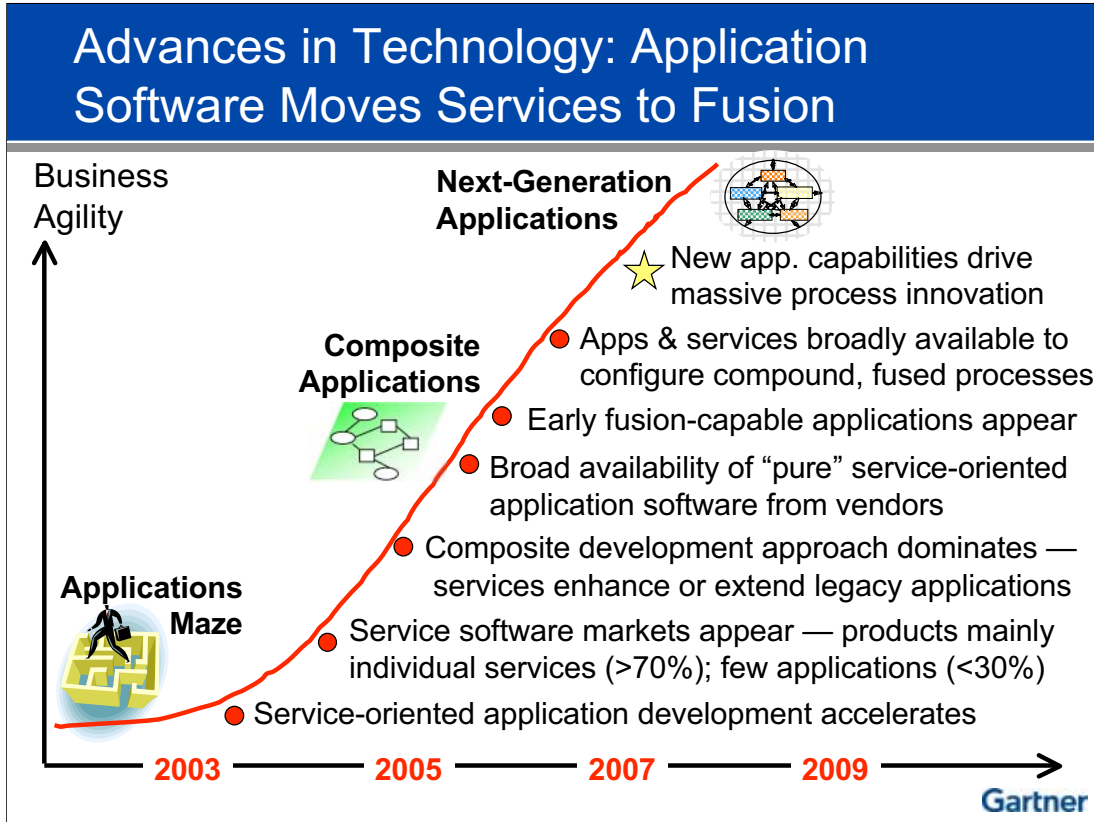 Advances in Technology: Application
Software Moves Services to Fusion
Business
Agility
Next-Generation
Applications
New app. capabilities drive
massive process innovation
Composite
Applications
Apps & services broadly available to
configure compound, fused processes
Early fusion-capable applications appear
Broad availability of “pure” service-oriented
application software from vendors
Composite development approach dominates —
services enhance or extend legacy applications
Applications
Maze
Service software markets appear — products mainly
individual services (>70%); few applications (<30%)
Service-oriented application development accelerates
2003 2005 2007 2009
Gartner